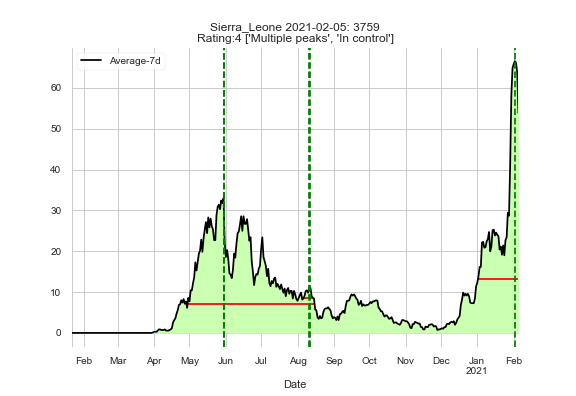 Sierra_Leone 2021-02-05: 3759
Rating:4 ['Multiple peaks', 'In control']
Average-7d
60
50
40
30
20
10
0
Feb Mar Apr May Jun Jul Aug Sep Oct Nov Dec Jan Feb
2021
Date